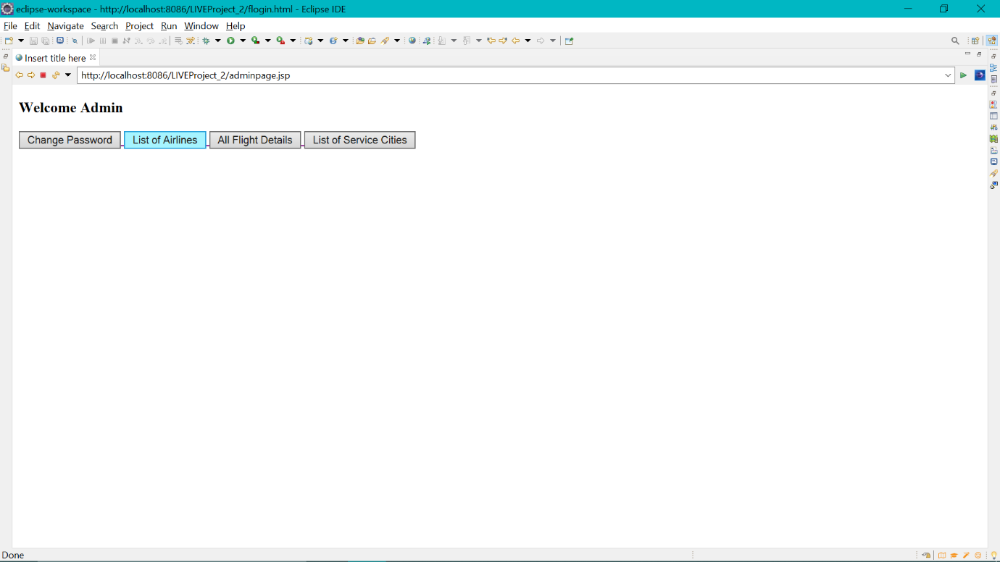 eclipse-workspace - http://localhost:8086/LIVEProject_2/flogin.html - Eclipse IDE
File Edit Navigate Search Project Run Window Help
Insert title here
http://localhost:8086/LIVEProject_2/adminpage.jsp
Welcome Admin
Change Password List of Airlines All Flight Details List of Service Cities
Done